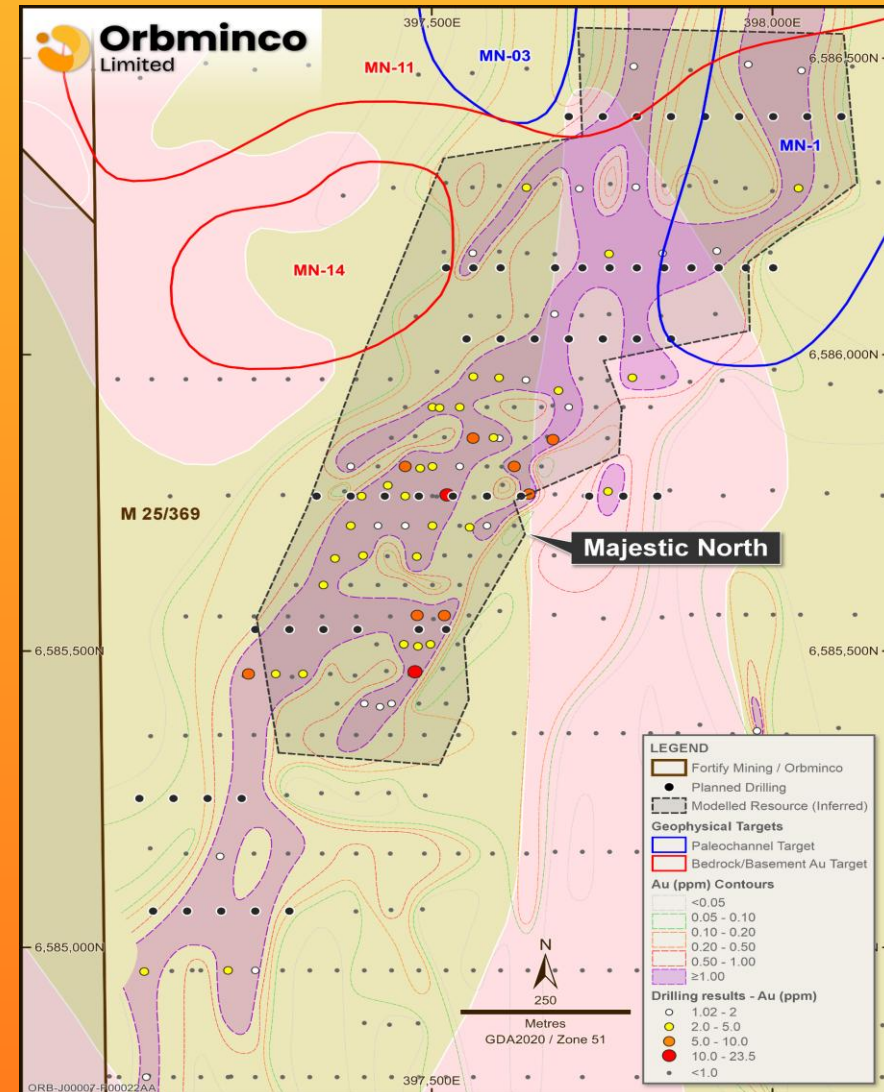 Orbminco
Limited
397,500E
398,000E
6,586,500N
MN-03
MN-11
MN-1
MN-14
6,586,000N
M 25/369
Majestic North
6,585,500N
6,585,500N
LEGEND
Fortify Mining / Orbminco
Planned Drilling
Modelled Resource (Inferred)
Geophysical Targets
Paleochannel Target
Bedrock/Basement Au Target
Au (ppm) Contours
<0.05
0.05 - 0.10
0.10 - 0.20
0.20 - 0.50
0.50 - 1.00
≥1.00
Drilling results - Au (ppm)
1.02 - 2
2.0 - 5.0
5.0 - 10.0
10.0 - 23.5
<1.0
6,585,000N
N
250
Metres
GDA2020 / Zone 51
397,500E